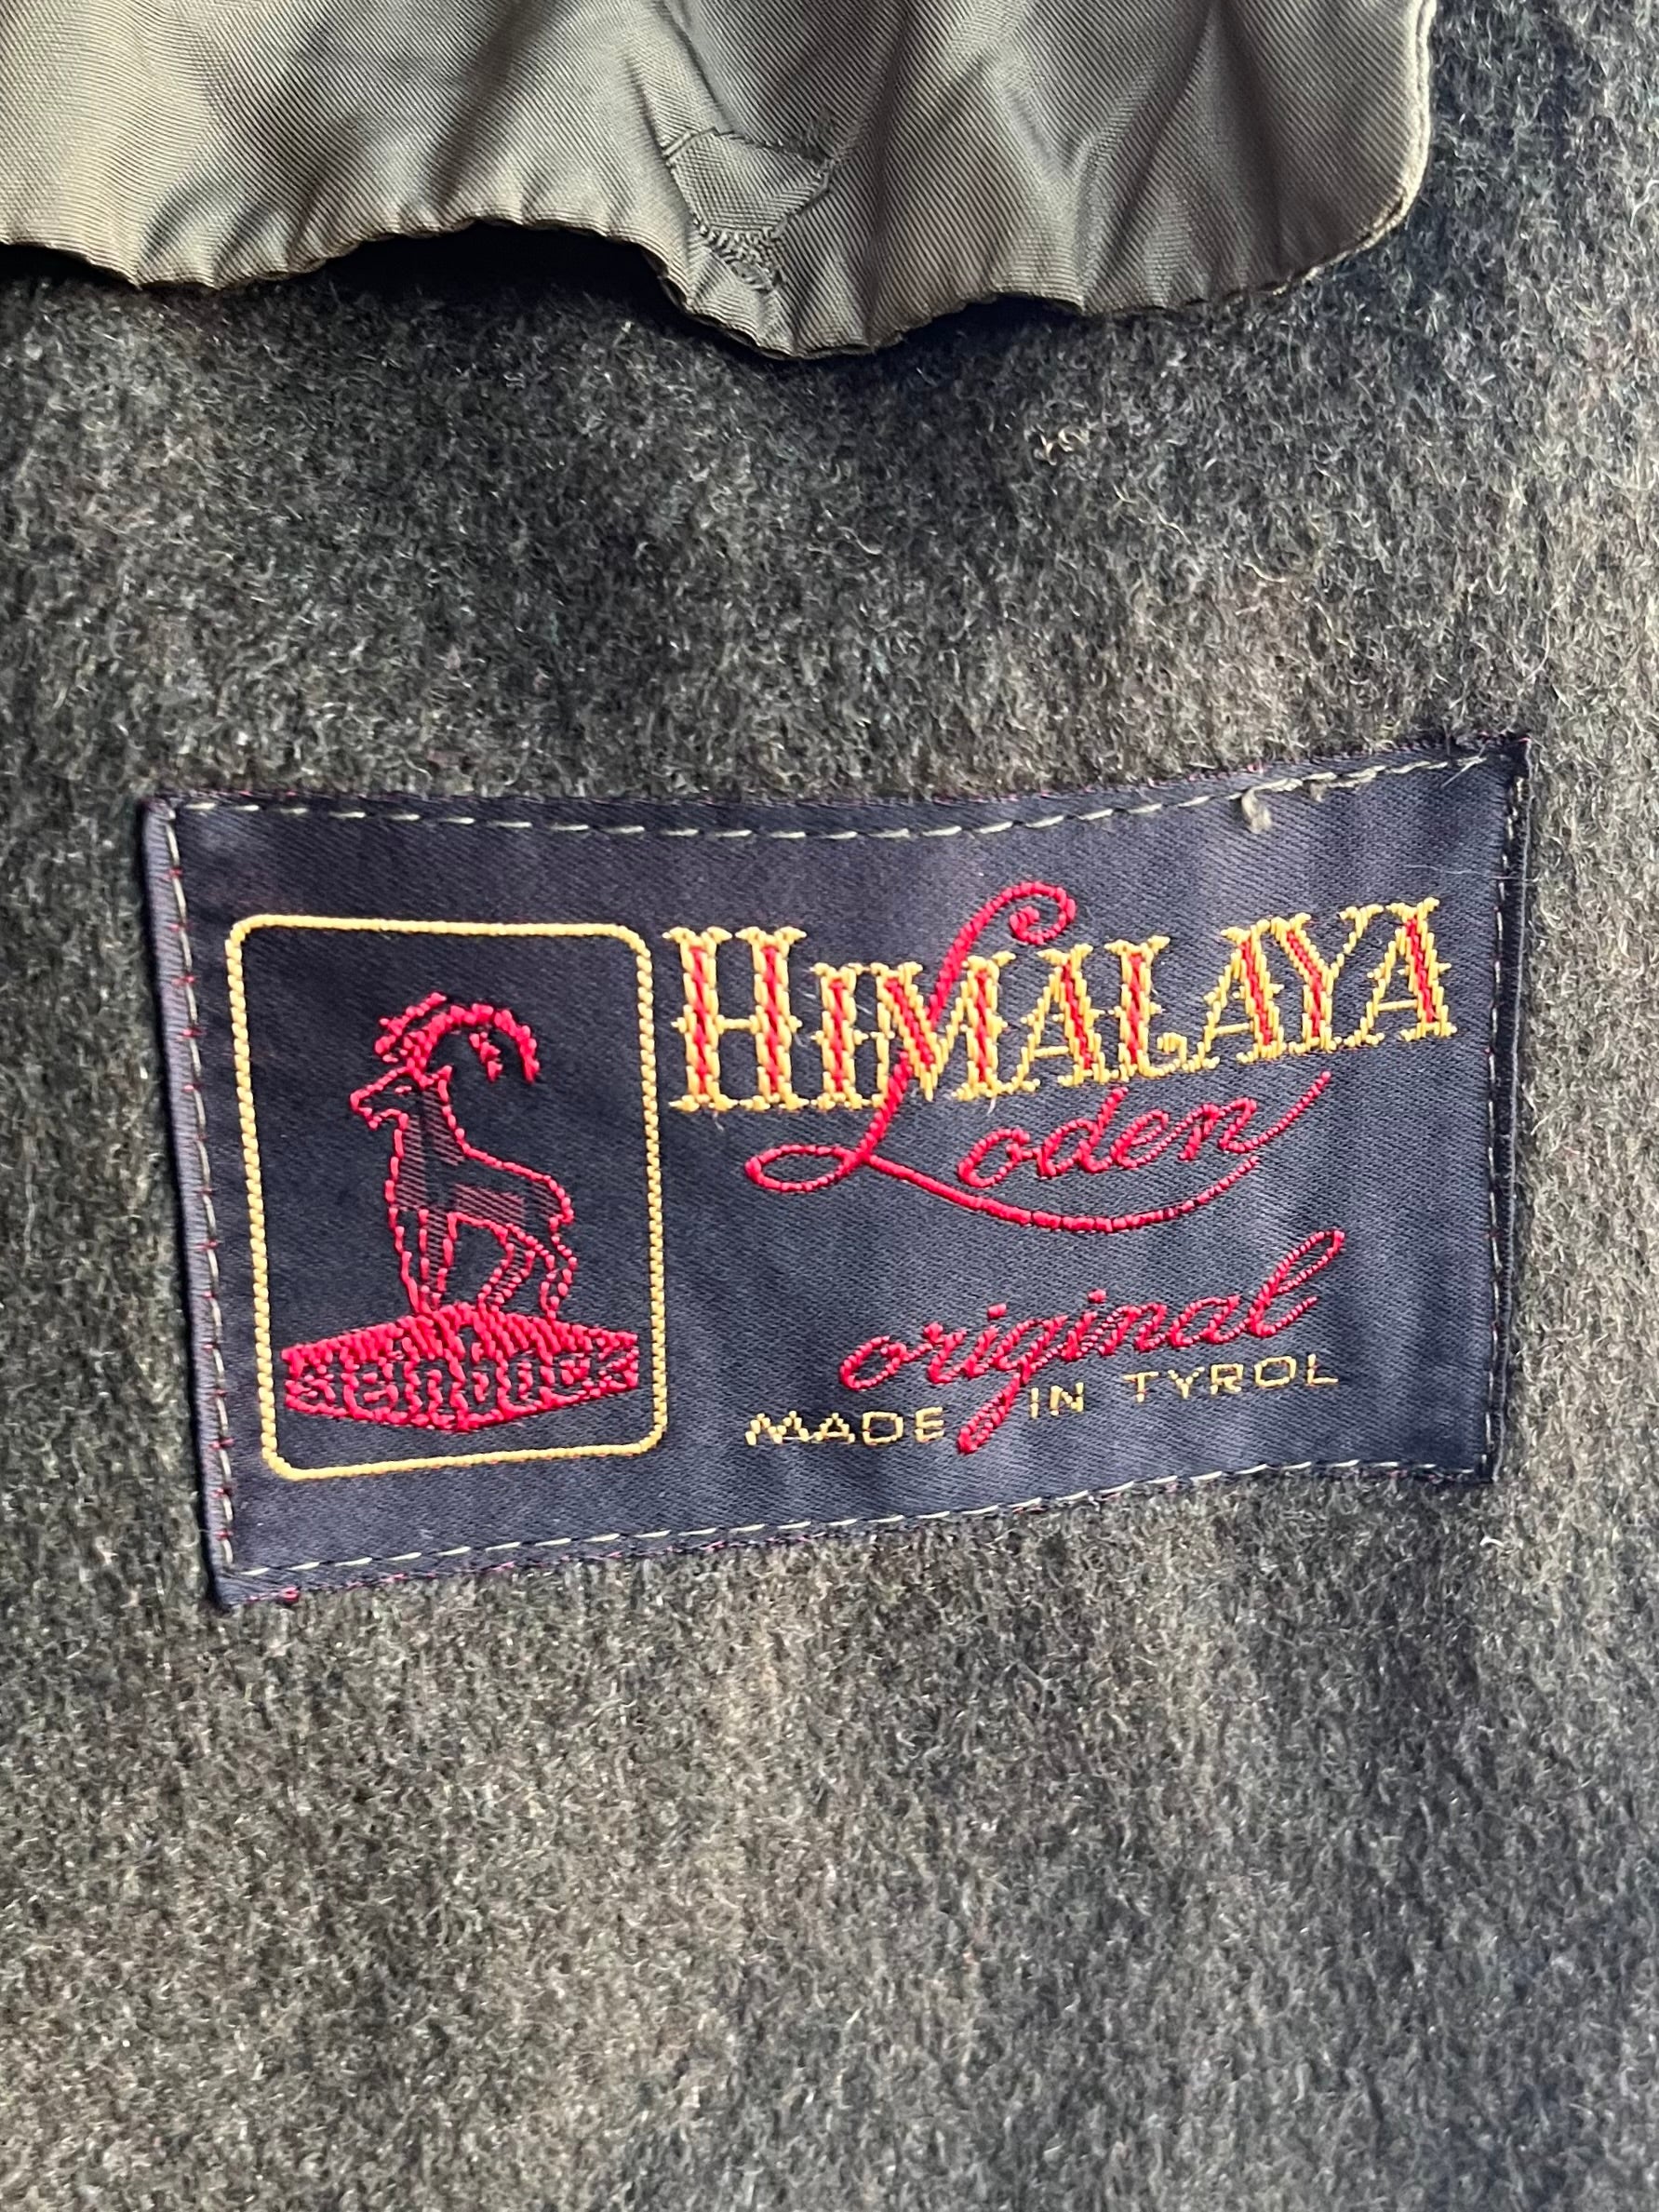 HIMALAYA
Loden
original
MADE IN TYROL